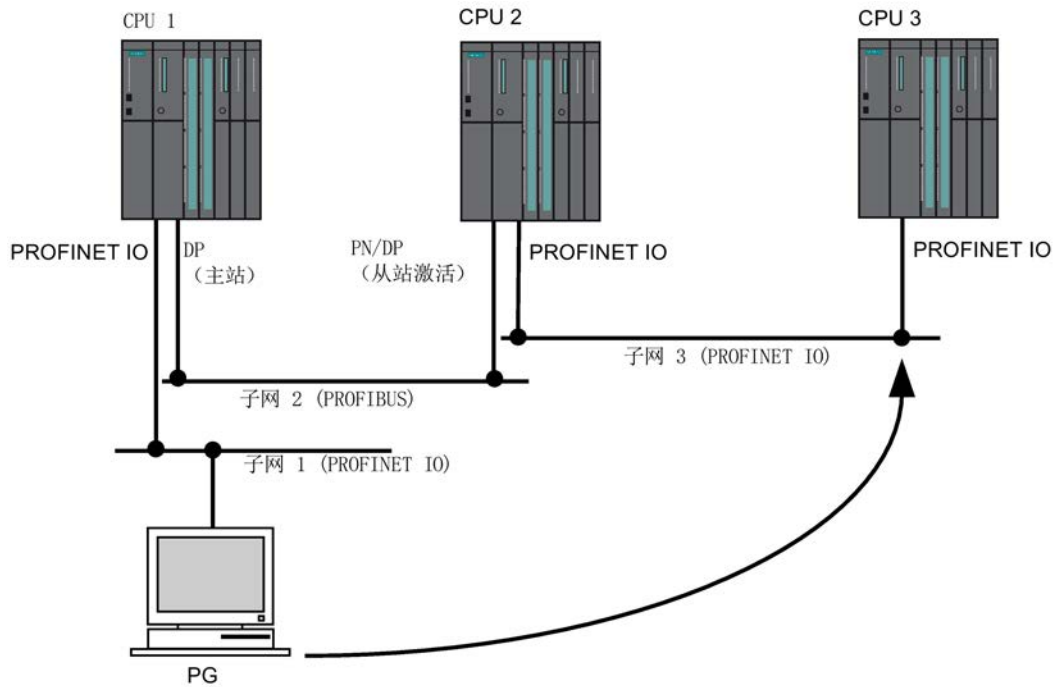 CPU 1
CPU 2
CPU 3
PROFINET IO
DP
（主站）
PN/DP
（从站激活）
PROFINET IO
PROFINET IO
子网 3 (PROFINET IO)
子网 2 (PROFIBUS)
子网 1 (PROFINET IO)
PG